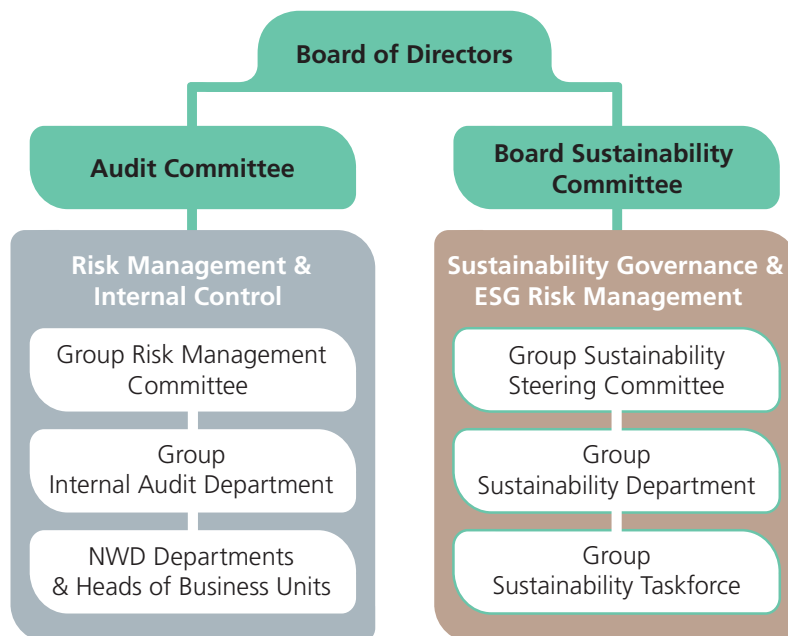 Board of Directors
Audit Committee
Board Sustainability
Committee
Risk Management &
Internal Control
Group Risk Management
Committee
Group
Internal Audit Department
NWD Departments
& Heads of Business Units
Sustainability Governance &
ESG Risk Management
Group Sustainability
Steering Committee
Group
Sustainability Department
Group
Sustainability Taskforce